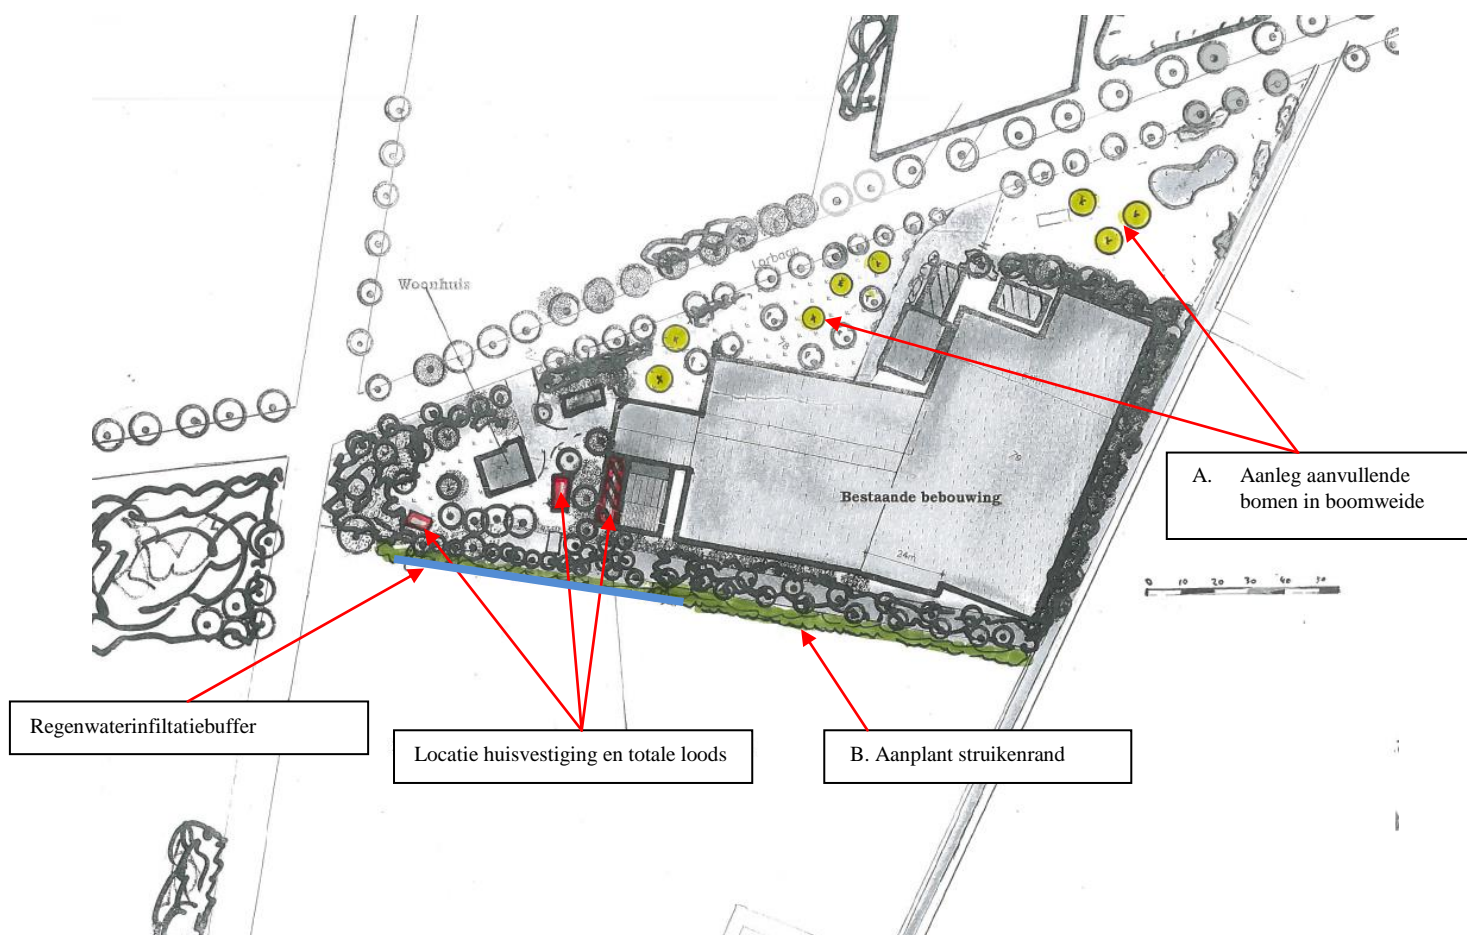 Lorbaan
Woonhuis
A. Aanleg aanvullende
bomen in boomweide
Bestaande bebouwing
24m
0 10 20 30 40 50
Regenwaterinfiltatiebuffer
Locatie huisvestiging en totale loods
B. Aanplant struikenrand